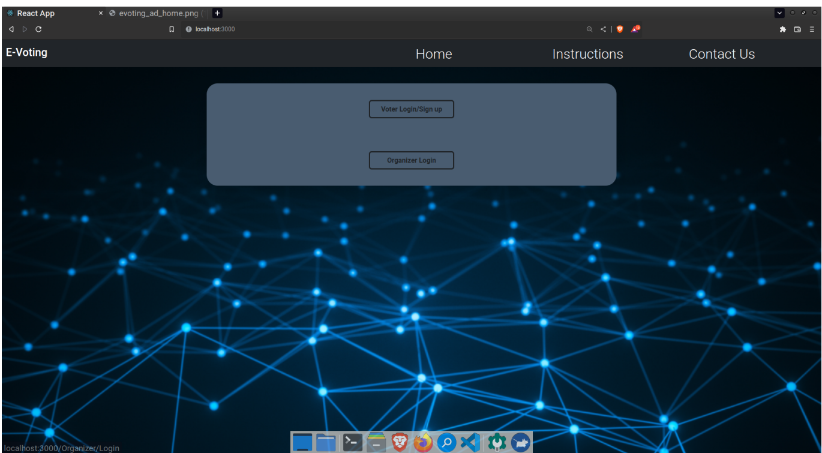 React App
evoting_ad_home.png (
localhost:3000
E-Voting
Home
Instructions
Contact Us
Voter Login/Sign up
Organizer Login
localhost:3000/Organizer/Login